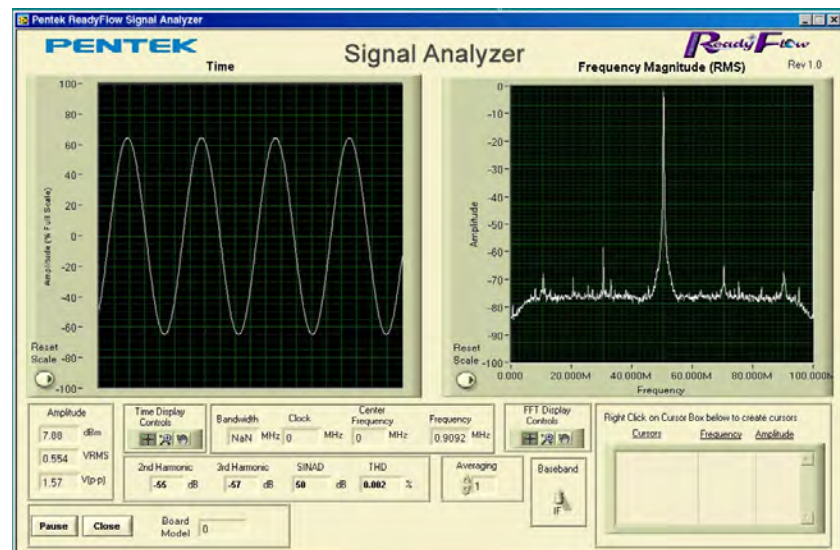 Pentek ReadyFlow Signal Analyzer
PENTEK
Signal Analyzer
ReadyFlow
Rev 1.0
Time
Amplitude (% Full Scale)
100-
80-
60-
40-
20-
0-
-20-
-40-
-60-
-80-
-100-
Reset
Scale
Frequency Magnitude (RMS)
Amplitude
0-
-10-
-20-
-30-
-40-
-50-
-60-
-70-
-80-
-90-
-100-
Reset
Scale
0.000 20.000M 40.000M 60.000M 80.000M 100.000M
Frequency
Amplitude
7.88 dBm
0.554 VRMS
1.57 V(p-p)
Time Display
Controls
Bandwidth
NaN MHz
Clock
0 MHz
Center
Frequency
0 MHz
Frequency
0.9092 MHz
FFT Display
Controls
2nd Harmonic
-55 dB
3rd Harmonic
-57 dB
SINAD
50 dB
THD
0.002 %
Averaging
1
Baseband
IF
Right Click on Cursor Box below to create cursors
Cursors Frequency Amplitude
Pause
Close
Board
Model
0